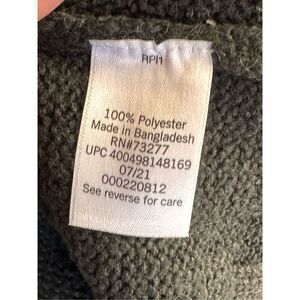 RPI1
100% Polyester
Made in Bangladesh
RN#73277
UPC 400498148169
07/21
000220812
See reverse for care